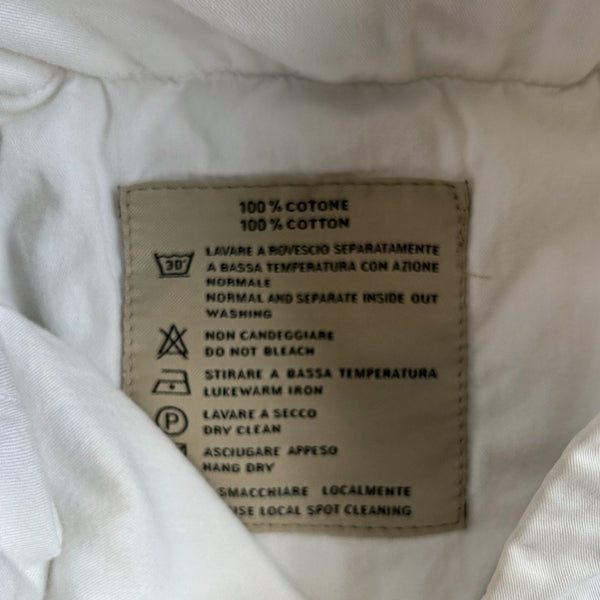 100 % COTONE
100 % COTTON
30° LAVARE A ROVESCIO SEPARATAMENTE
A BASSA TEMPERATURA CON AZIONE
NORMALE
NORMAL AND SEPARATE INSIDE OUT
WASHING
NON CANDEGGIARE
DO NOT BLEACH
STIRARE A BASSA TEMPERATURA
LUKEWARM IRON
P LAVARE A SECCO
DRY CLEAN
ASCIUGARE APPESO
HANG DRY
SMACCHIARE LOCALMENTE
LOCAL SPOT CLEANING